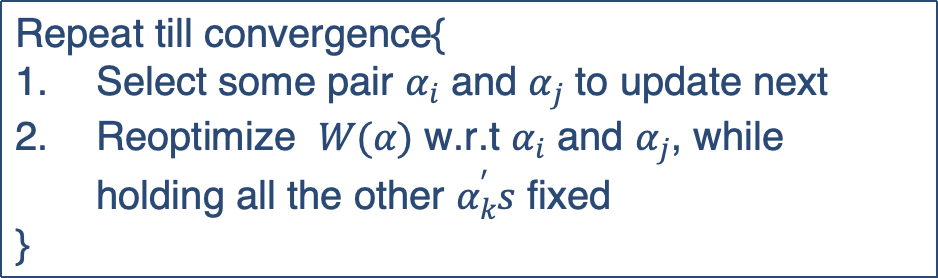 Repeat till convergence{
1. Select some pair αᵢ and αⱼ to update next
2. Reoptimize W(α) w.r.t αᵢ and αⱼ, while
holding all the other α′ₖs fixed
}